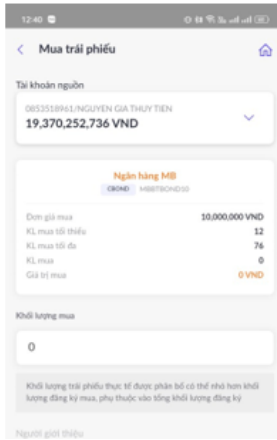 12:40
Mua trái phiếu
Tài khoản nguồn
0853518961/NGUYEN GIA THUY TIEN
19,370,252,736 VND
Ngân hàng MB
CBOND MBBTBOND10
Đơn giá mua 10,000,000 VND
KL mua tối thiểu 12
KL mua tối đa 76
KL mua 0
Giá trị mua 0 VND
Khối lượng mua
0
Khối lượng trái phiếu thực tế được phân bổ có thể nhỏ hơn khối
lượng đăng ký mua, phụ thuộc vào tổng khối lượng đăng ký
Người giới thiệu